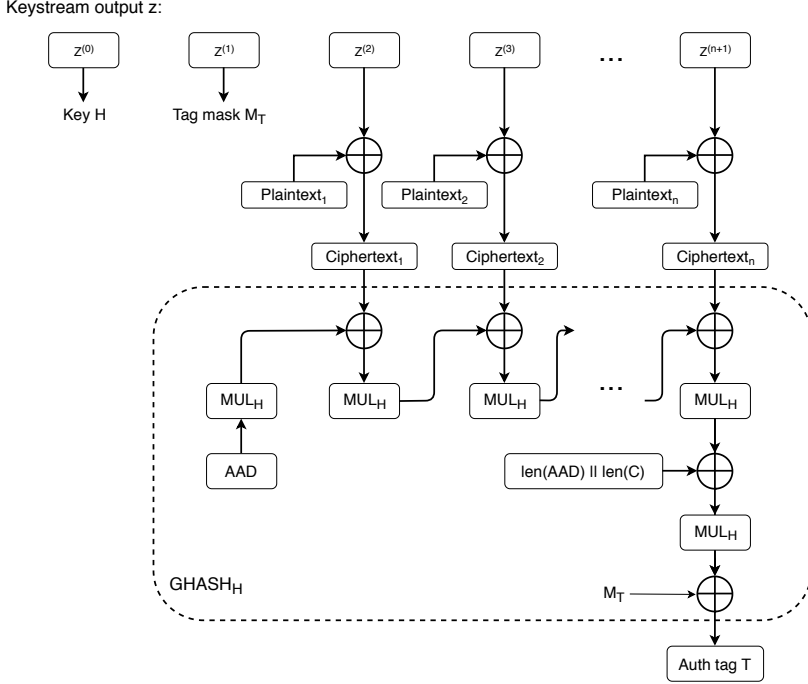 Keystream output z:
Z(0) Z(1) Z(2) Z(3) ... Z(n+1)
Key H Tag mask MT
Plaintext1 Plaintext2 Plaintextn
Ciphertext1 Ciphertext2 Ciphertextn
MULH MULH MULH ... MULH
AAD len(AAD) || len(C)
MULH
GHASHH MT
Auth tag T